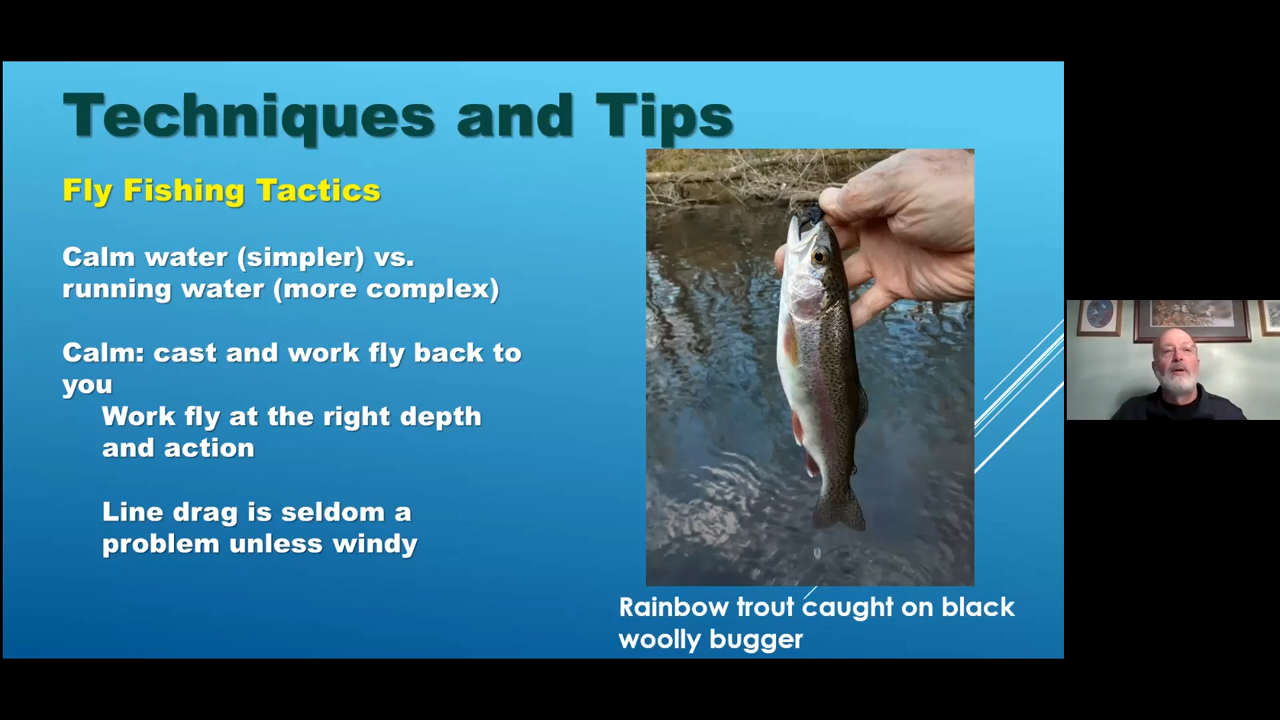 Techniques and Tips
Fly Fishing Tactics
Calm water (simpler) vs.
running water (more complex)
Calm: cast and work fly back to
you
Work fly at the right depth
and action
Line drag is seldom a
problem unless windy
Rainbow trout caught on black
woolly bugger